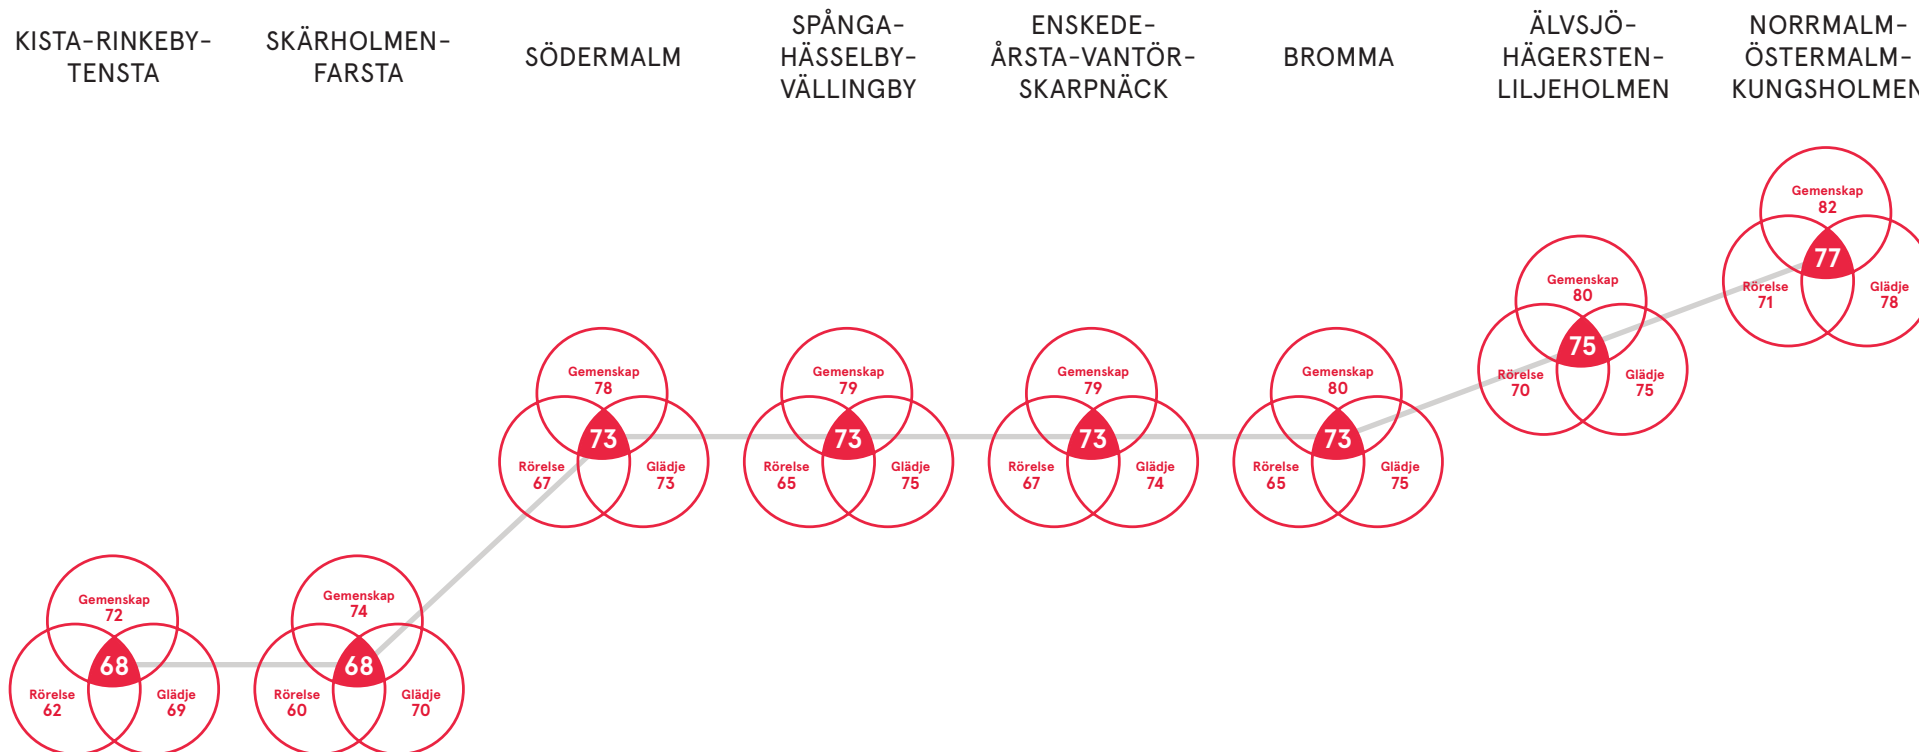 KISTA-RINKEBY-
TENSTA
SKÄRHOLMEN-
FARSTA
SÖDERMALM
SPÅNGA-
HÄSSELBY-
VÄLLINGBY
ENSKEDE-
ÅRSTA-VANTÖR-
SKARPNÄCK
BROMMA
ÄLVSJÖ-
HÄGERSTEN-
LILJEHOLMEN
NORRMALM-
ÖSTERMALM-
KUNGSHOLMEN
Gemenskap
72
68
Rörelse
62
Glädje
69
Gemenskap
74
68
Rörelse
60
Glädje
70
Gemenskap
78
73
Rörelse
67
Glädje
73
Gemenskap
79
73
Rörelse
65
Glädje
75
Gemenskap
79
73
Rörelse
67
Glädje
74
Gemenskap
80
73
Rörelse
65
Glädje
75
Gemenskap
80
75
Rörelse
70
Glädje
75
Gemenskap
82
77
Rörelse
71
Glädje
78